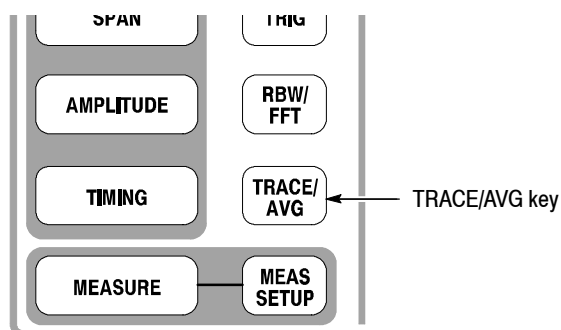 SPAN
TRIG
AMPLITUDE
RBW/
FFT
TIMING
TRACE/
AVG
TRACE/AVG key
MEASURE
MEAS
SETUP